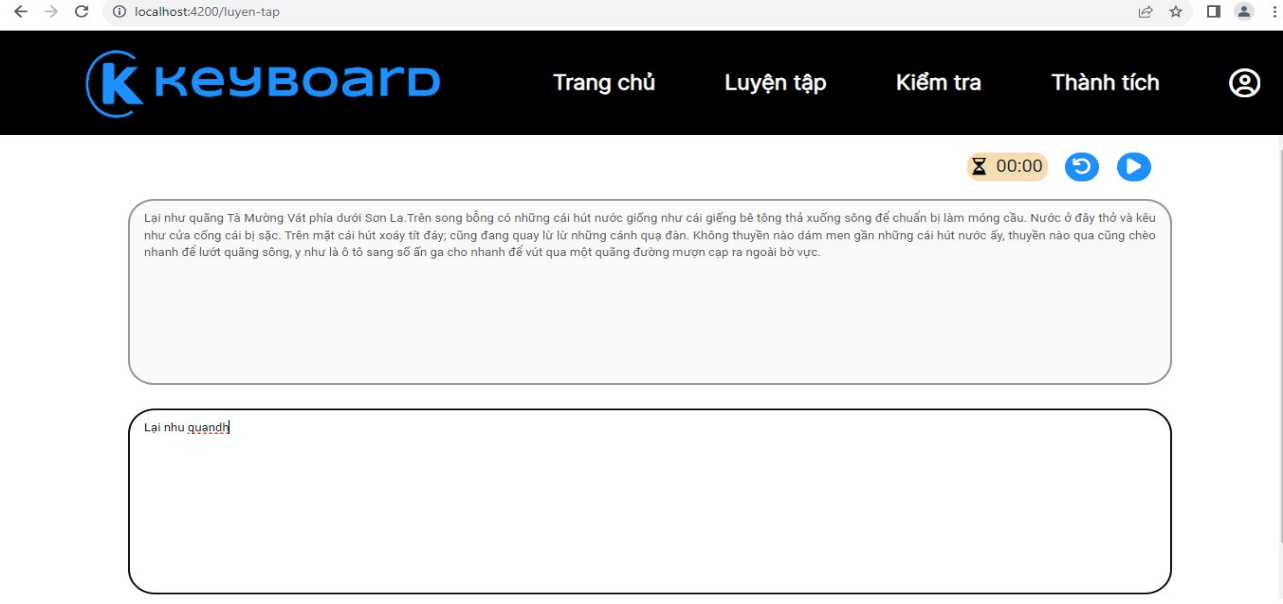 localhost:4200/luyen-tap
K KEYBOARD Trang chủ Luyện tập Kiểm tra Thành tích
00:00
Lại như quãng Tà Mường Vát phía dưới Sơn La.Trên song bỗng có những cái hút nước giống như cái giếng bê tông thả xuống sông để chuẩn bị làm móng cầu. Nước ở đây thở và kêu
như cửa cống cái bị sặc. Trên mặt cái hút xoáy tít đáy; cũng đang quay lừ lừ những cánh quạ đàn. Không thuyền nào dám men gần những cái hút nước ấy, thuyền nào qua cũng chèo
nhanh để lướt quãng sông, y như là ô tô sang số ấn ga cho nhanh để vút qua một quãng đường mượn cạp ra ngoài bờ vực.
Lại nhu quandh